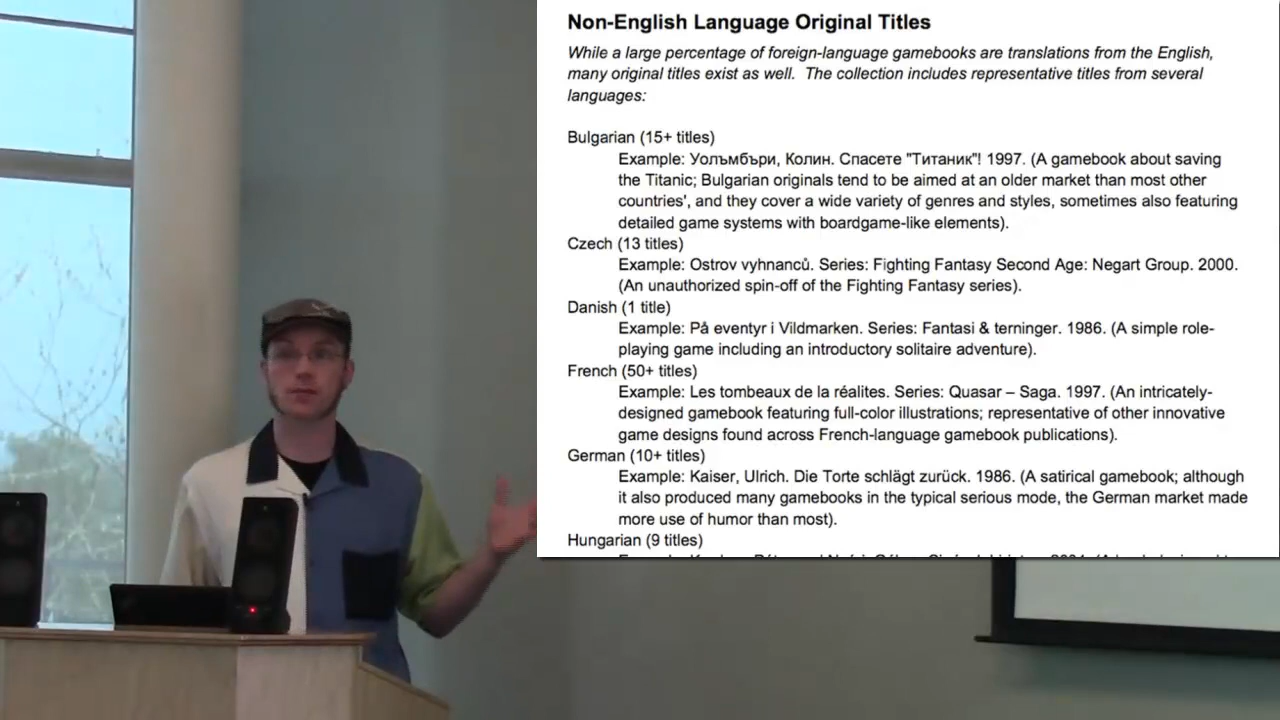 Non-English Language Original Titles
While a large percentage of foreign-language gamebooks are translations from the English,
many original titles exist as well.  The collection includes representative titles from several
languages:
Bulgarian (15+ titles)
Example: Уолъмбъри, Колин. Спасете "Титаник"! 1997. (A gamebook about saving
the Titanic; Bulgarian originals tend to be aimed at an older market than most other
countries', and they cover a wide variety of genres and styles, sometimes also featuring
detailed game systems with boardgame-like elements).
Czech (13 titles)
Example: Ostrov vyhnanců. Series: Fighting Fantasy Second Age: Negart Group. 2000.
(An unauthorized spin-off of the Fighting Fantasy series).
Danish (1 title)
Example: På eventyr i Vildmarken. Series: Fantasi & terninger. 1986. (A simple role-
playing game including an introductory solitaire adventure).
French (50+ titles)
Example: Les tombeaux de la réalites. Series: Quasar – Saga. 1997. (An intricately-
designed gamebook featuring full-color illustrations; representative of other innovative
game designs found across French-language gamebook publications).
German (10+ titles)
Example: Kaiser, Ulrich. Die Torte schlägt zurück. 1986. (A satirical gamebook; although
it also produced many gamebooks in the typical serious mode, the German market made
more use of humor than most).
Hungarian (9 titles)